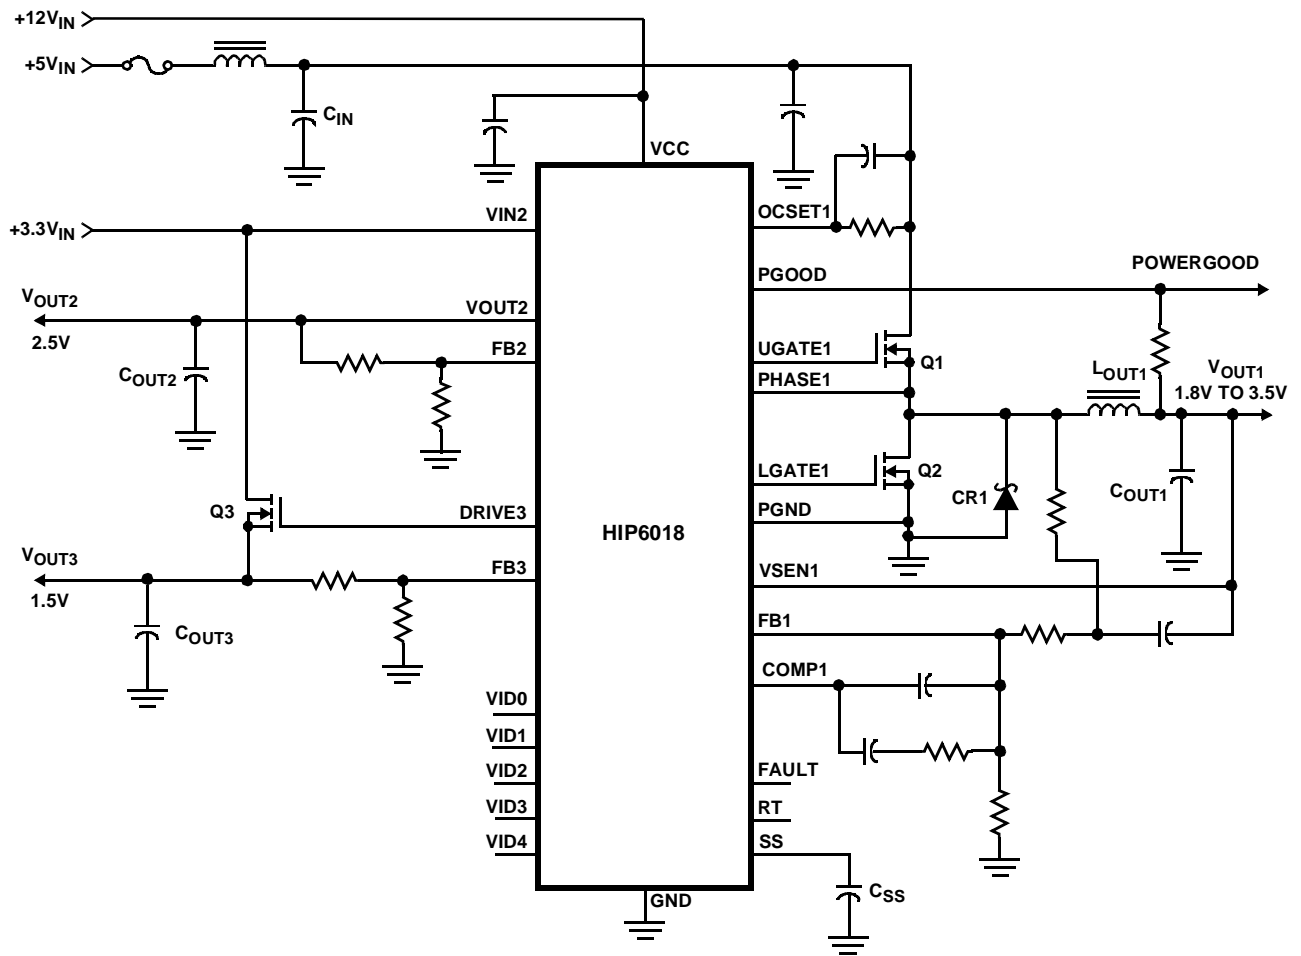 +12VIN
+5VIN
CIN
VCC
+3.3VIN
VIN2
OCSET1
PGOOD
POWERGOOD
VOUT2
2.5V
VOUT2
FB2
COUT2
UGATE1
Q1
PHASE1
LOUT1
VOUT1
1.8V TO 3.5V
LGATE1
Q2
CR1
COUT1
PGND
Q3
DRIVE3
HIP6018
VOUT3
1.5V
FB3
VSEN1
COUT3
FB1
COMP1
VID0
VID1
VID2
VID3
VID4
FAULT
RT
SS
CSS
GND